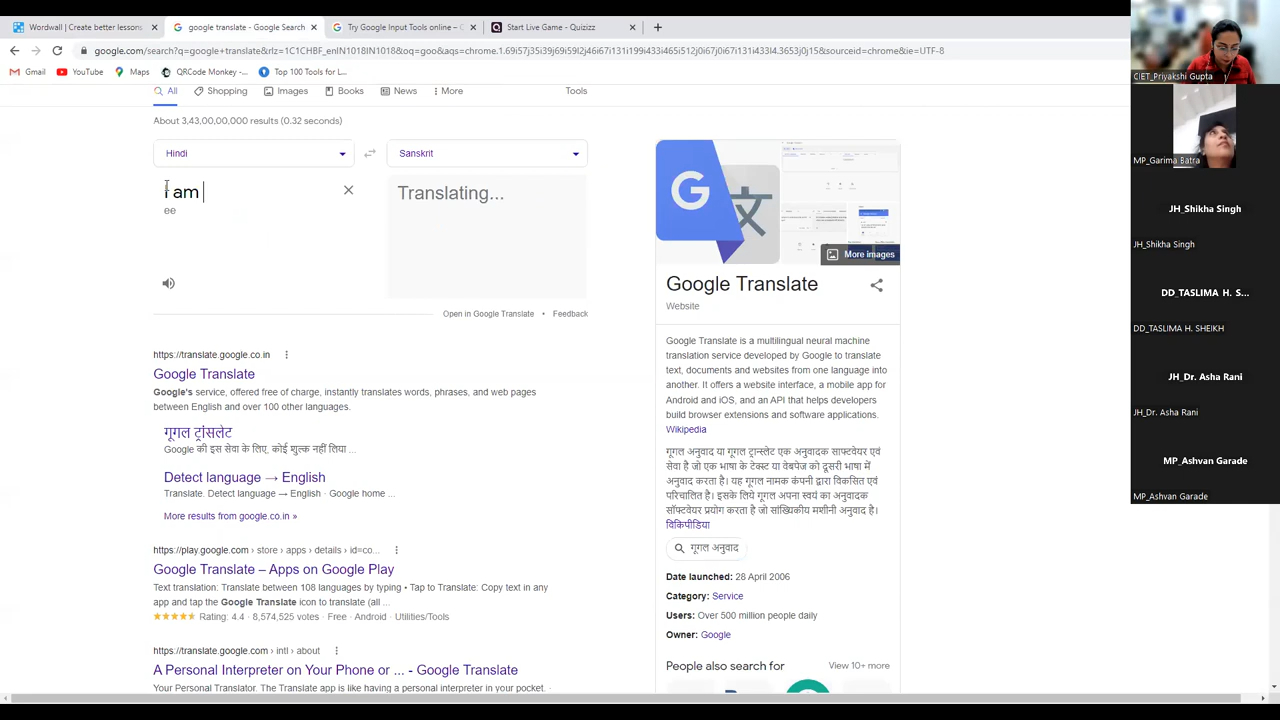 Wordwall | Create better lessons
google translate - Google Search
Try Google Input Tools online – G
Start Live Game - Quizizz
google.com/search?q=google+translate&rlz=1C1CHBF_enIN1018IN1018&oq=goo&aqs=chrome.1.69i57j35i39j69i59l2j46i67i131i199i433i465i512j0i67j0i67i131i433l4.3653j0j15&sourceid=chrome&ie=UTF-8
Gmail YouTube Maps QRCode Monkey -... Top 100 Tools for L...
All Shopping Images Books News More Tools
About 3,43,00,00,000 results (0.32 seconds)
Hindi Sanskrit
i am Translating...
ee
Open in Google Translate • Feedback
https://translate.google.co.in
Google Translate
Google's service, offered free of charge, instantly translates words, phrases, and web pages
between English and over 100 other languages.
गूगल ट्रांसलेट
Google की इस सेवा के लिए, कोई शुल्क नहीं लिया ...
Detect language → English
Translate. Detect language → English · Google home ...
More results from google.co.in »
https://play.google.com › store › apps › details › id=co...
Google Translate – Apps on Google Play
Text translation: Translate between 108 languages by typing • Tap to Translate: Copy text in any
app and tap the Google Translate icon to translate (all ...
Rating: 4.4 · 8,574,525 votes · Free · Android · Utilities/Tools
https://translate.google.com › intl › about
A Personal Interpreter on Your Phone or ... - Google Translate
Your Personal Translator. The Translate app is like having a personal interpreter in your pocket.
More images
Google Translate
Website
Google Translate is a multilingual neural machine
translation service developed by Google to translate
text, documents and websites from one language into
another. It offers a website interface, a mobile app for
Android and iOS, and an API that helps developers
build browser extensions and software applications.
Wikipedia
गूगल अनुवाद या गूगल ट्रान्स्लेट एक अनुवादक साफ्टवेयर एवं
सेवा है जो एक भाषा के टेक्स्ट या वेबपेज को दूसरी भाषा में
अनुवाद करता है। यह गूगल नामक कंपनी द्वारा विकसित एवं
परिचालित है। इसके लिये गूगल अपना स्वयं का अनुवादक
सॉफ्टवेयर प्रयोग करता है जो सांख्यिकीय मशीनी अनुवाद है।
विकिपीडिया
गूगल अनुवाद
Date launched: 28 April 2006
Category: Service
Users: Over 500 million people daily
Owner: Google
People also search for View 10+ more
CIET_Priyakshi Gupta
MP_Garima Batra
JH_Shikha Singh
JH_Shikha Singh
DD_TASLIMA H. S...
DD_TASLIMA H. SHEIKH
JH_Dr. Asha Rani
JH_Dr. Asha Rani
MP_Ashvan Garade
MP_Ashvan Garade